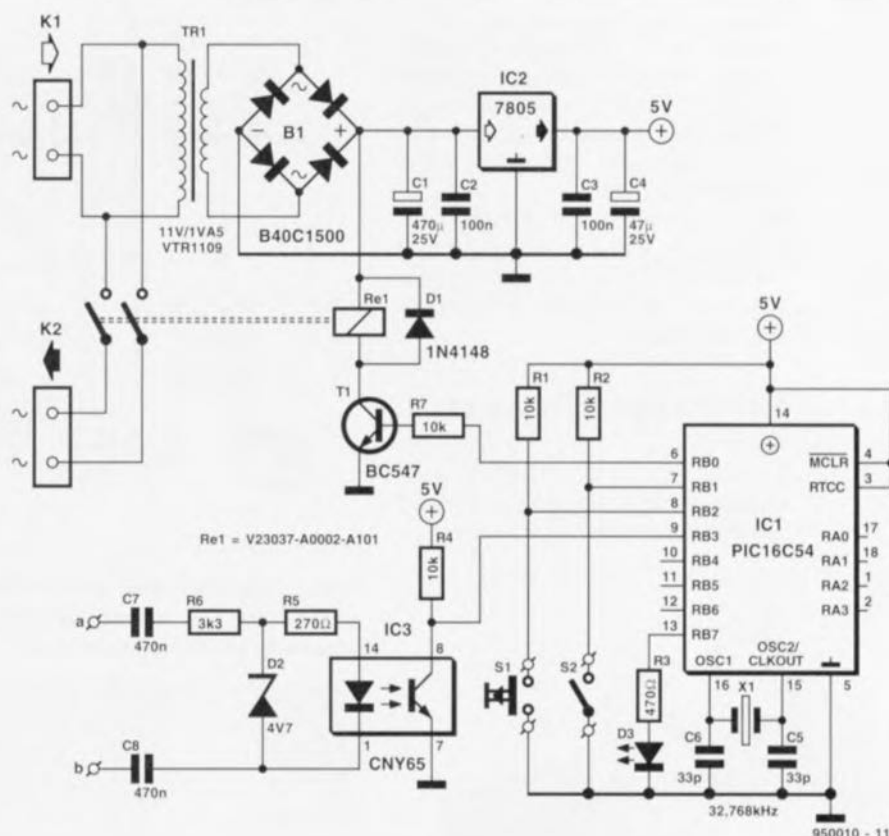 K1
TR1
~
~
~
B1
−
+
~
11V/1VA5
VTR1109
B40C1500
IC2
7805
5V
C1
470µ
25V
C2
100n
C3
100n
C4
47µ
25V
K2
~
~
Re1
D1
1N4148
T1
BC547
R7
10k
5V
R1
10k
R2
10k
14
IC1
PIC16C54
6
RB0
7
RB1
8
RB2
9
RB3
10
RB4
11
RB5
12
RB6
13
RB7
MCLR
4
RTCC
3
RA0
17
RA1
18
RA2
1
RA3
2
OSC1
OSC2/
CLKOUT
16
15
5
Re1 = V23037-A0002-A101
5V
R4
10k
a
C7
470n
R6
3k3
R5
270Ω
D2
4V7
b
C8
470n
IC3
14
8
1
7
CNY65
S1
S2
R3
470Ω
D3
X1
C6
33p
C5
33p
32,768kHz
950010 - 11